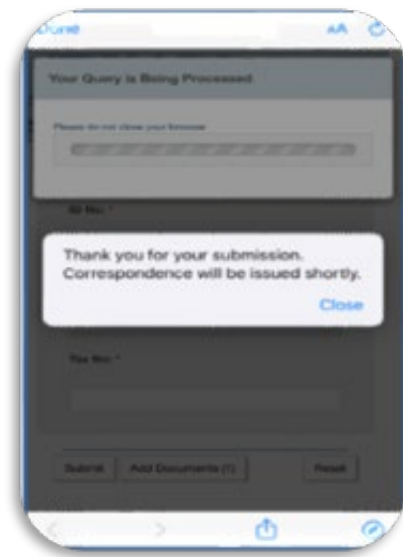 Done
AA
Your Query is Being Processed
Please do not close your browser
ID No: *
Thank you for your submission.
Correspondence will be issued shortly.
Close
Tax No: *
Submit
Add Documents (1)
Reset